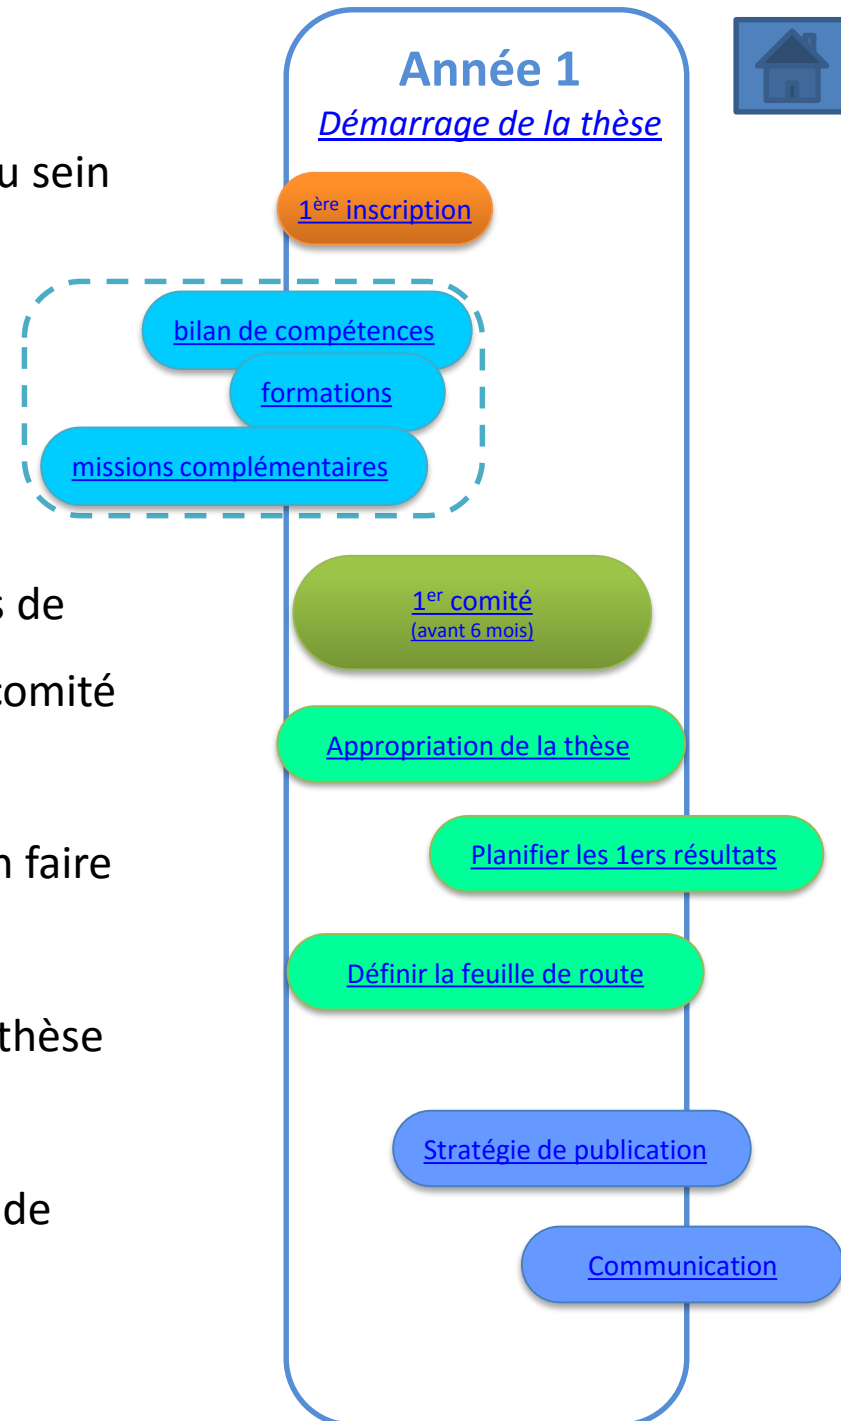 Année 1
Démarrage de la thèse
u sein
1ère inscription
bilan de compétences
formations
missions complémentaires
s de
1er comité
(avant 6 mois)
comité
Appropriation de la thèse
n faire
Planifier les 1ers résultats
Définir la feuille de route
thèse
Stratégie de publication
de
Communication